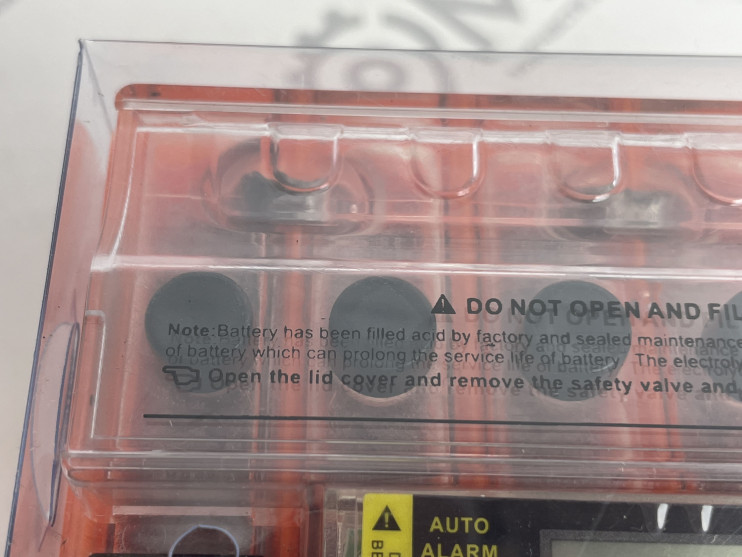 DO NOT OPEN AND FIL
Note: Battery has been filled acid by factory and sealed maintenance
of battery which can prolong the service life of battery. The electroly
Open the lid cover and remove the safety valve and
AUTO
ALARM